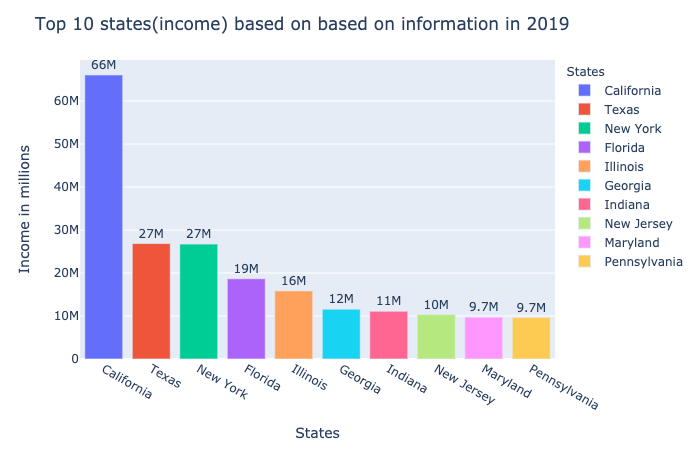 Top 10 states(income) based on based on information in 2019
66M
27M
27M
19M
16M
12M
11M
10M
9.7M
9.7M
60M
50M
40M
30M
20M
10M
0
Income in millions
California
Texas
New York
Florida
Illinois
Georgia
Indiana
New Jersey
Maryland
Pennsylvania
States
States
California
Texas
New York
Florida
Illinois
Georgia
Indiana
New Jersey
Maryland
Pennsylvania